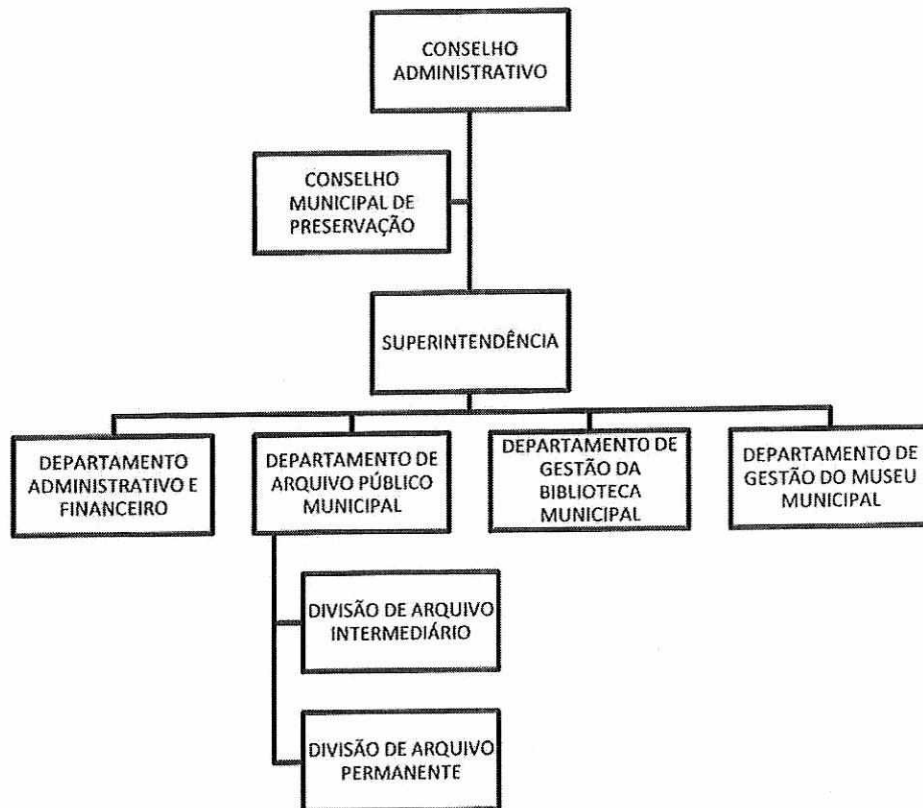 CONSELHO
ADMINISTRATIVO
CONSELHO
MUNICIPAL DE
PRESERVAÇÃO
SUPERINTENDÊNCIA
DEPARTAMENTO
ADMINISTRATIVO E
FINANCEIRO
DEPARTAMENTO DE
ARQUIVO PÚBLICO
MUNICIPAL
DEPARTAMENTO DE
GESTÃO DA
BIBLIOTECA
MUNICIPAL
DEPARTAMENTO DE
GESTÃO DO MUSEU
MUNICIPAL
DIVISÃO DE ARQUIVO
INTERMEDIÁRIO
DIVISÃO DE ARQUIVO
PERMANENTE